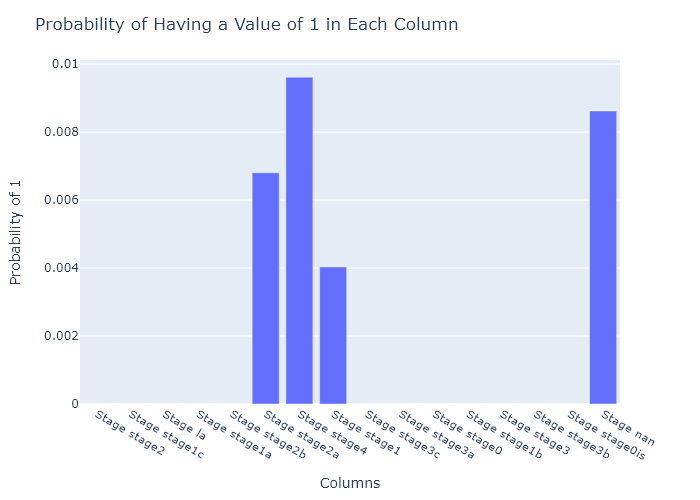 Probability of Having a Value of 1 in Each Column
Probability of 1
0.01
0.008
0.006
0.004
0.002
0
Stage stage2
Stage stage1c
Stage la
Stage stage1a
Stage stage2b
Stage stage2a
Stage stage4
Stage stage1
Stage stage3c
Stage stage3a
Stage stage0
Stage stage1b
Stage stage3
Stage stage3b
Stage stage0is
Stage nan
Columns